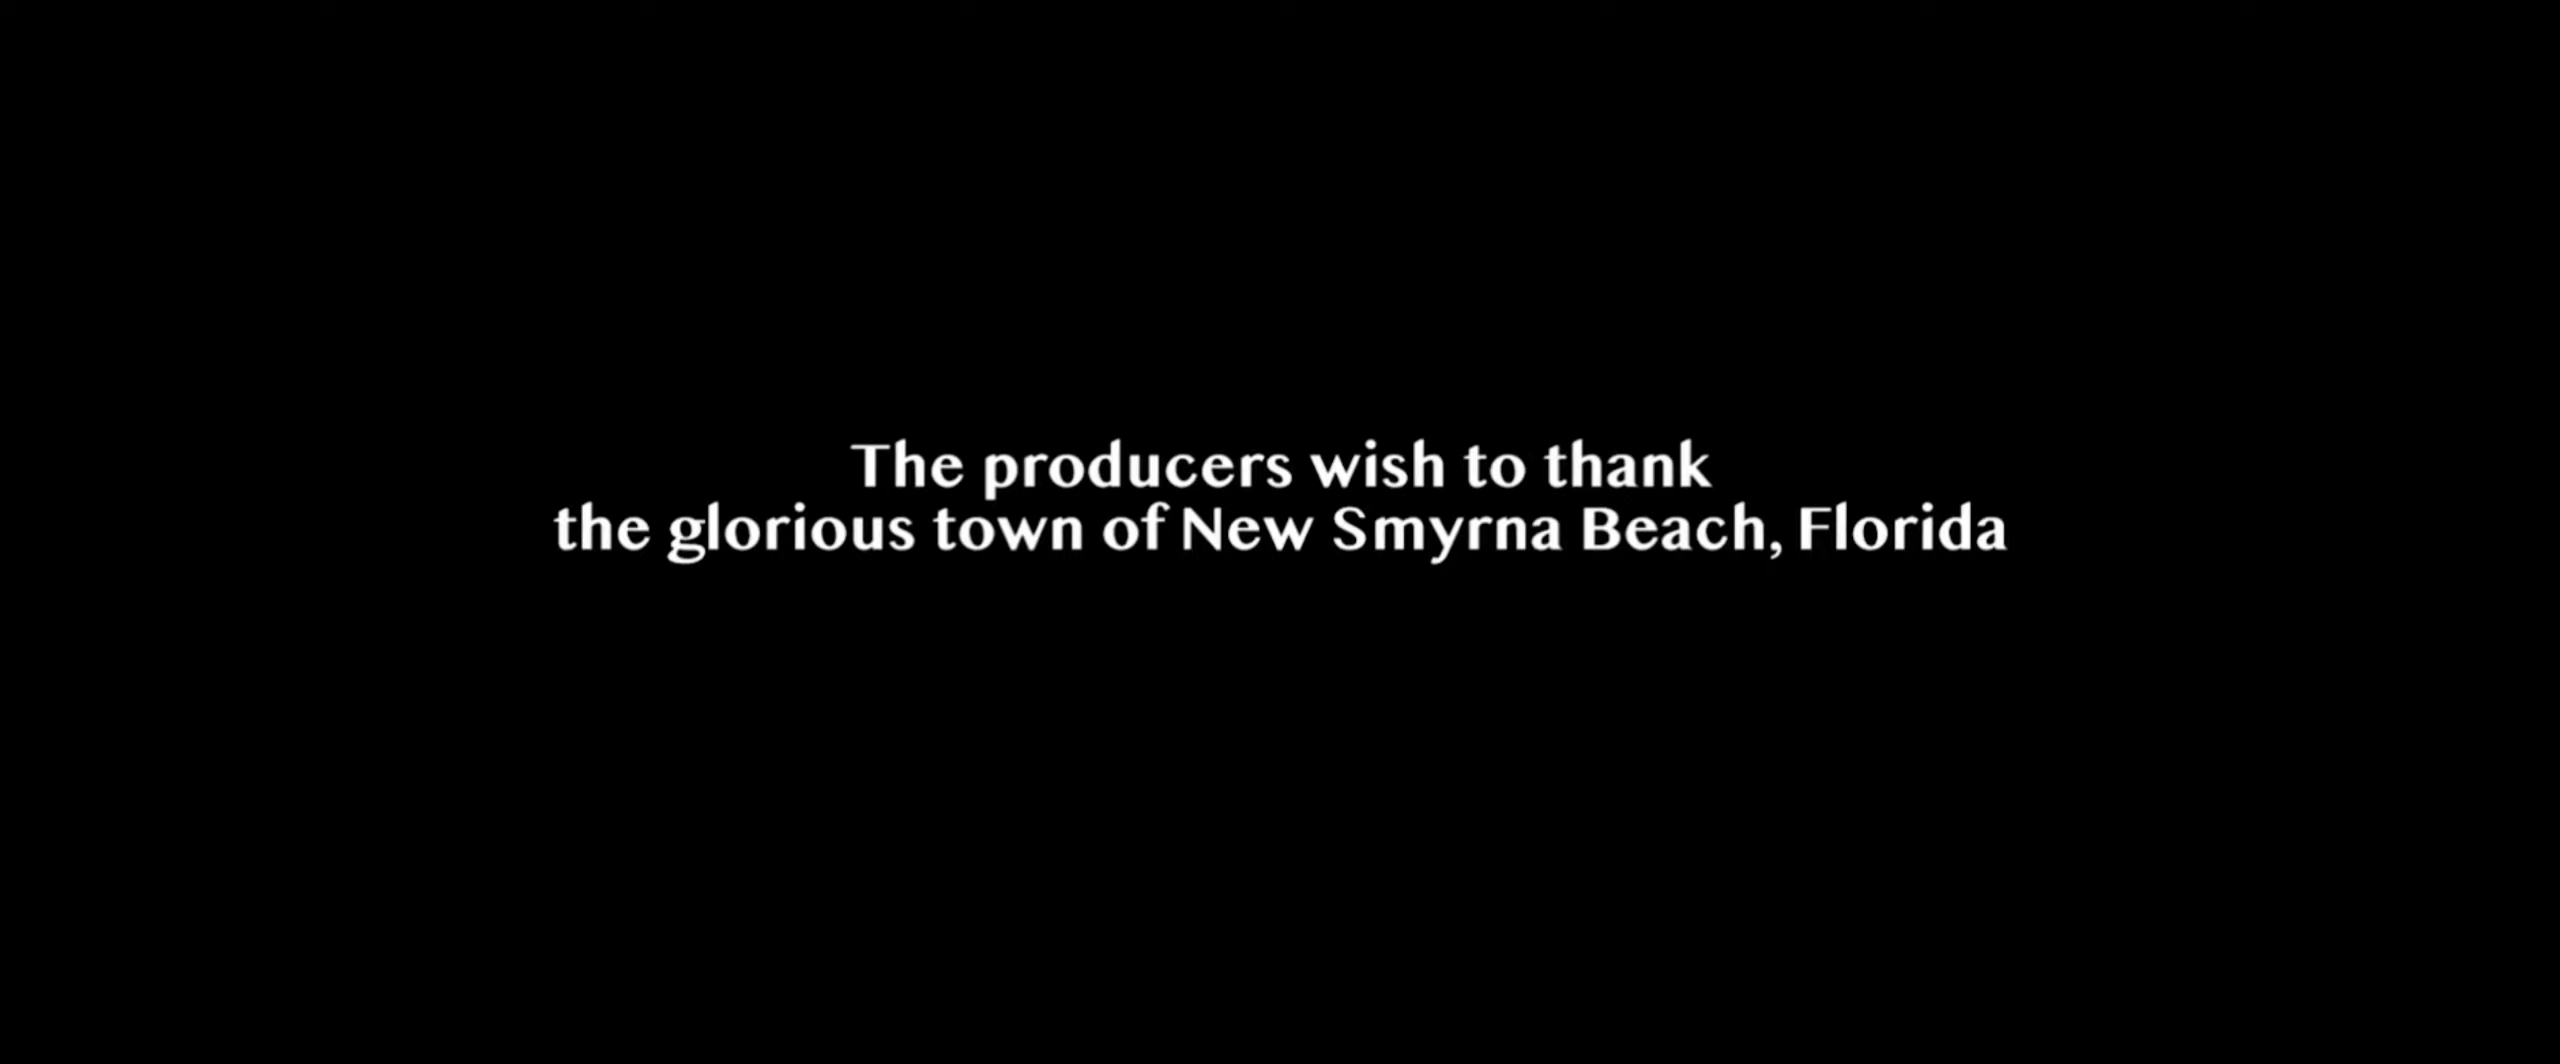 The producers wish to thank
the glorious town of New Smyrna Beach, Florida